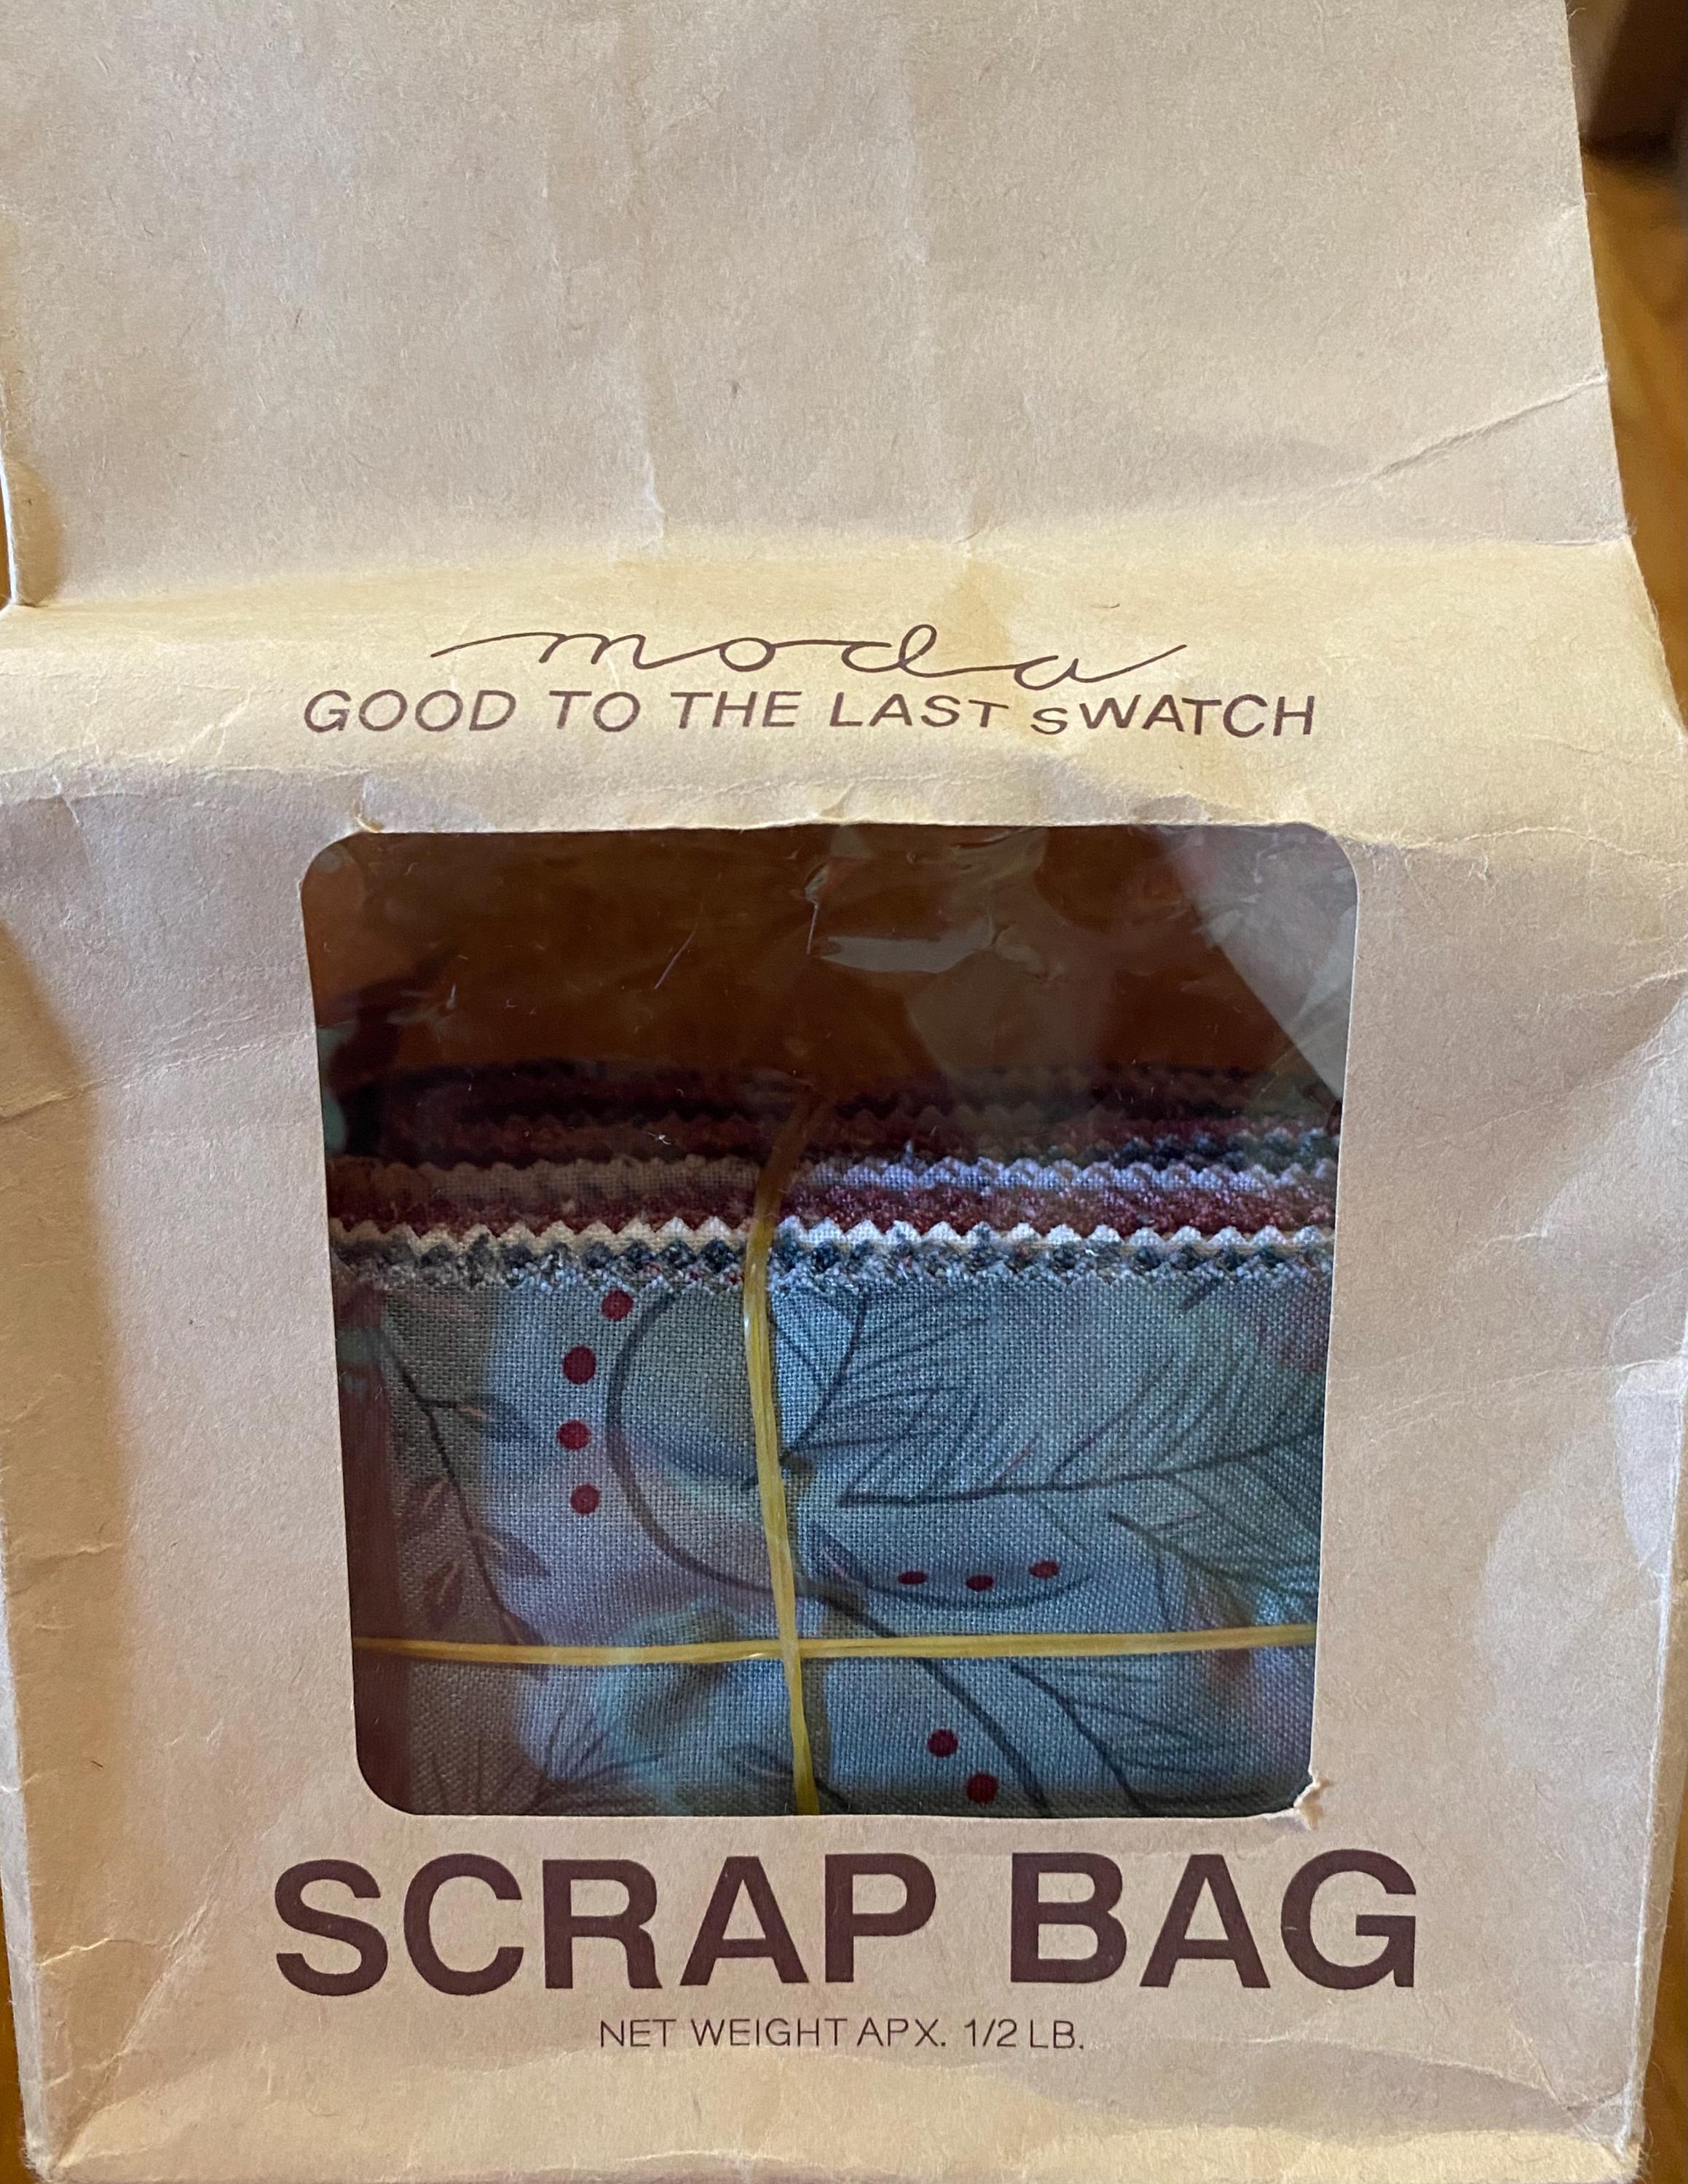 moda
GOOD TO THE LAST SWATCH
SCRAP BAG
NET WEIGHT APX. 1/2 LB.